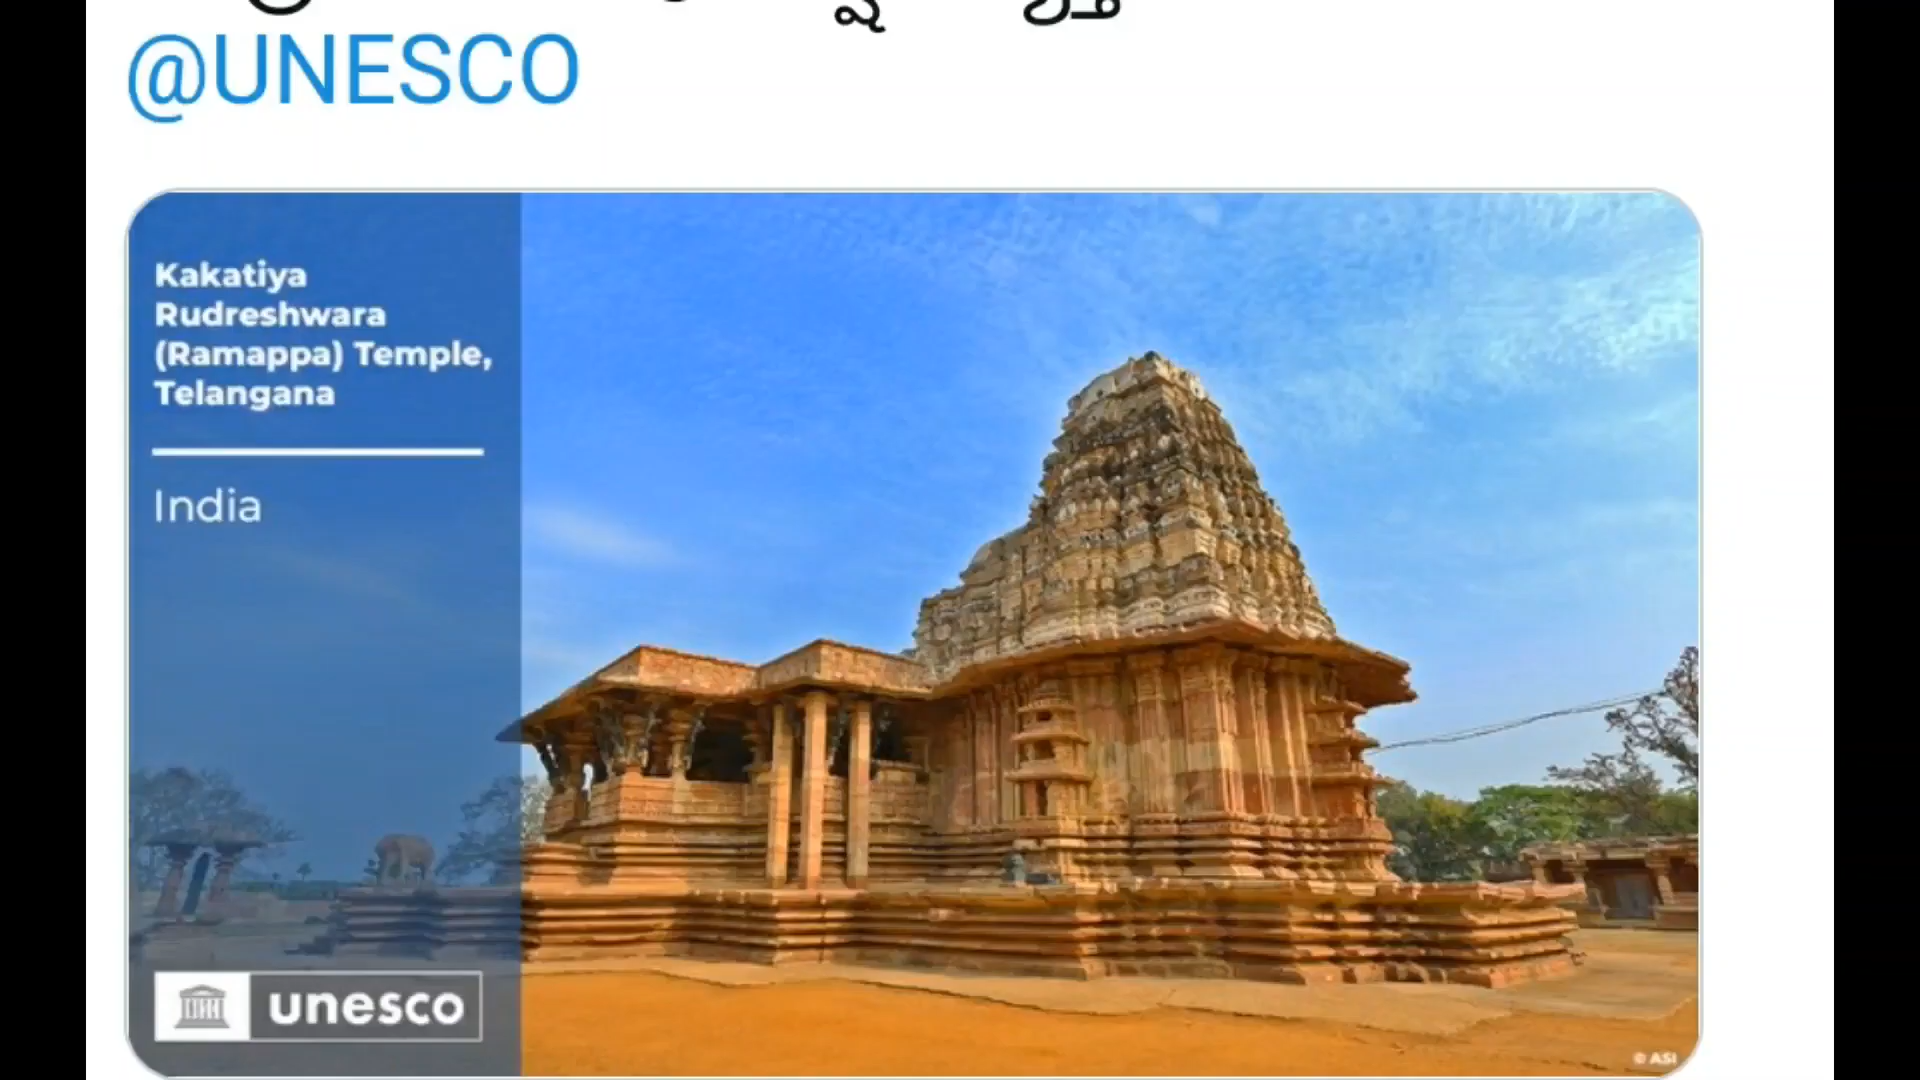 @UNESCO
Kakatiya
Rudreshwara
(Ramappa) Temple,
Telangana
India
unesco
© ASI